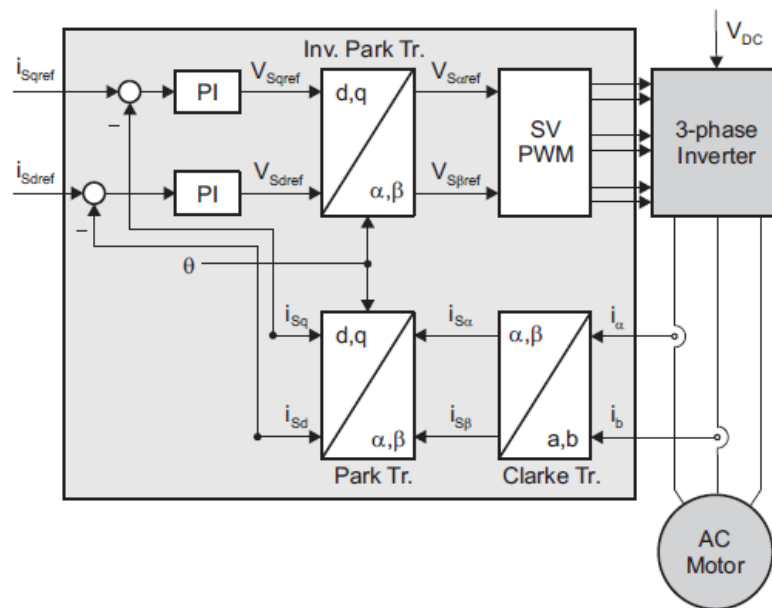 Inv. Park Tr.
V_DC
i_Sqref
PI
V_Sqref
d,q
V_Sαref
SV
PWM
3-phase
Inverter
–
i_Sdref
PI
V_Sdref
α,β
V_Sβref
–
θ
i_Sq
d,q
i_Sα
α,β
i_α
i_Sd
α,β
i_Sβ
a,b
i_b
Park Tr.
Clarke Tr.
AC
Motor